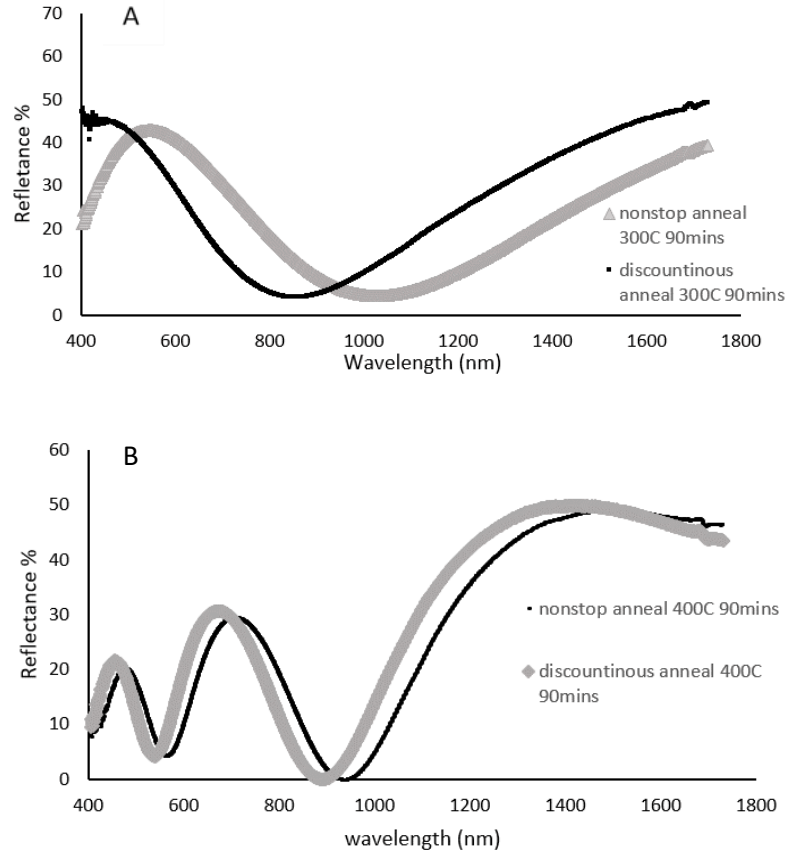 A
70
60
50
40
30
20
10
0
Refletance %
400 600 800 1000 1200 1400 1600 1800
Wavelength (nm)
nonstop anneal
300C 90mins
discountinous
anneal 300C 90mins
B
60
50
40
30
20
10
0
Reflectance %
400 600 800 1000 1200 1400 1600 1800
wavelength (nm)
nonstop anneal 400C 90mins
discountinous anneal 400C
90mins